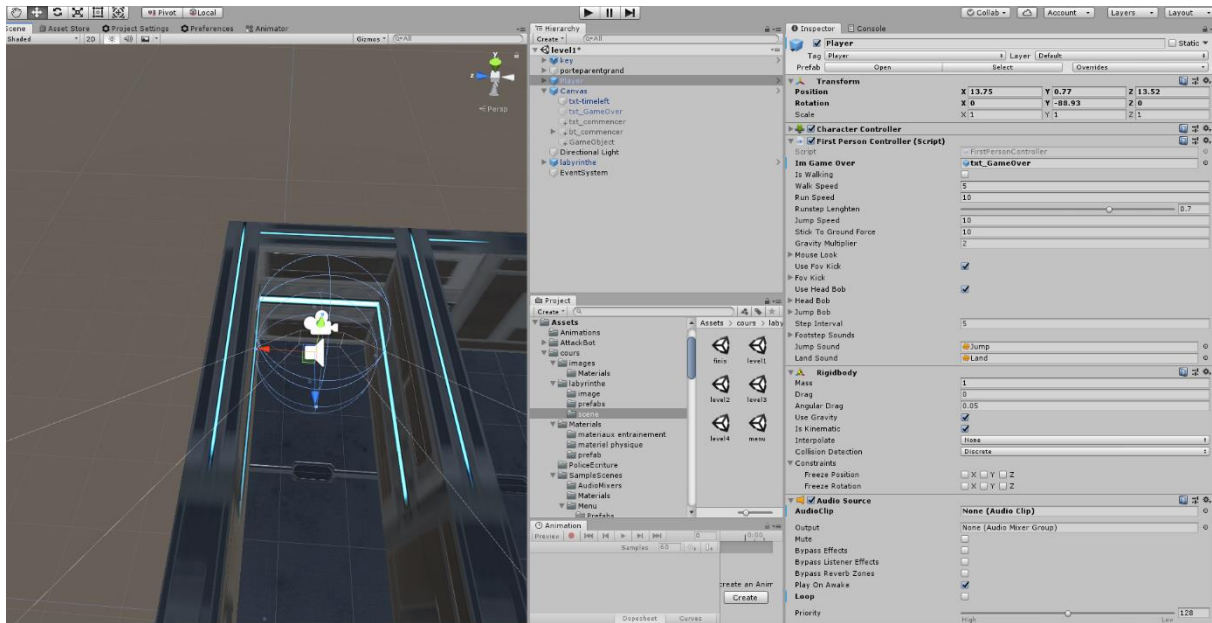 Pivot Local
Collab Account Layers Layout
Scene Asset Store Project Settings Preferences Animator
Shaded 2D Gizmos All
y
z
Persp
Hierarchy
Create All
level1*
key
porteparentgrand
Player
Canvas
txt-timeleft
txt_GameOver
txt_commencer
bt_commencer
GameObject
Directional Light
labyrinthe
EventSystem
Project
Create
Assets
Animations
AttackBot
cours
images
Materials
labyrinthe
image
prefabs
scene
Materials
materiaux entrainement
materiel physique
prefab
PoliceEcriture
SampleScenes
AudioMixers
Materials
Menu
Prefabs
Assets > cours > laby
finis level1
level2 level3
level4 menu
Animation
Preview 0 0:00
Samples 60
create an Anim
Create
Dopesheet Curves
Inspector Console
Player Static
Tag Player Layer Default
Prefab Open Select Overrides
Transform
Position X 13.75 Y 0.77 Z 13.52
Rotation X 0 Y -88.93 Z 0
Scale X 1 Y 1 Z 1
Character Controller
First Person Controller (Script)
Script FirstPersonController
Im Game Over txt_GameOver
Is Walking
Walk Speed 5
Run Speed 10
Runstep Lenghten 0.7
Jump Speed 10
Stick To Ground Force 10
Gravity Multiplier 2
Mouse Look
Use Fov Kick
Fov Kick
Use Head Bob
Head Bob
Jump Bob
Step Interval 5
Footstep Sounds
Jump Sound Jump
Land Sound Land
Rigidbody
Mass 1
Drag 0
Angular Drag 0.05
Use Gravity
Is Kinematic
Interpolate None
Collision Detection Discrete
Constraints
Freeze Position X Y Z
Freeze Rotation X Y Z
Audio Source
AudioClip None (Audio Clip)
Output None (Audio Mixer Group)
Mute
Bypass Effects
Bypass Listener Effects
Bypass Reverb Zones
Play On Awake
Loop
Priority 128
High Low